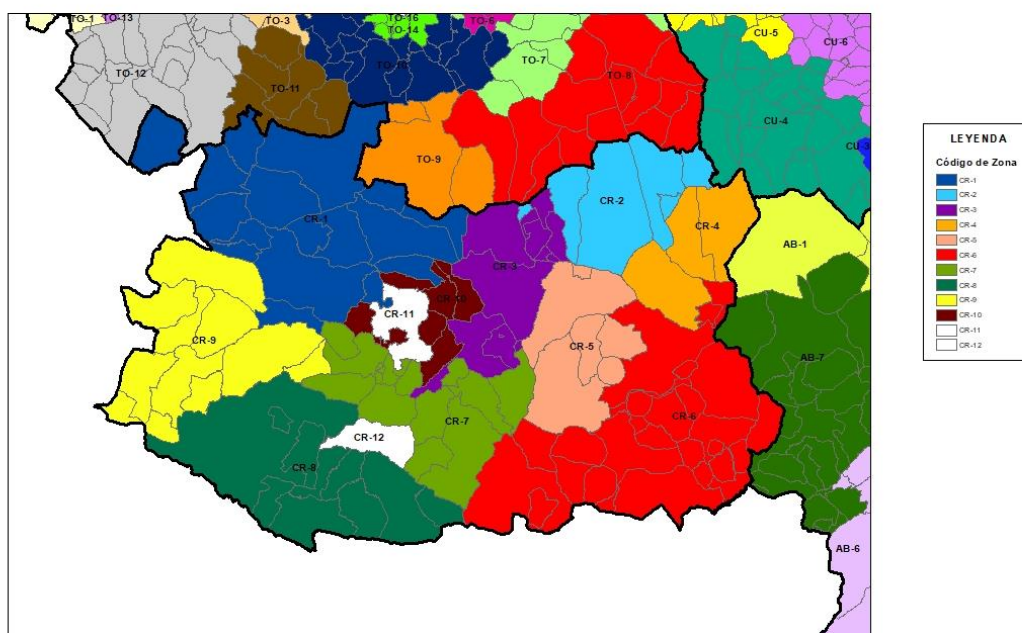 TO-1
TO-13
TO-3
TO-16
TO-14
TO-6
CU-5
CU-6
TO-12
TO-11
TO-7
TO-8
CU-4
CU-3
TO-9
CR-1
CR-2
CR-4
AB-1
CR-3
CR-10
CR-11
CR-9
CR-5
AB-7
CR-6
CR-7
CR-12
CR-8
AB-6
LEYENDA
Código de Zona
CR-1
CR-2
CR-3
CR-4
CR-5
CR-6
CR-7
CR-8
CR-9
CR-10
CR-11
CR-12